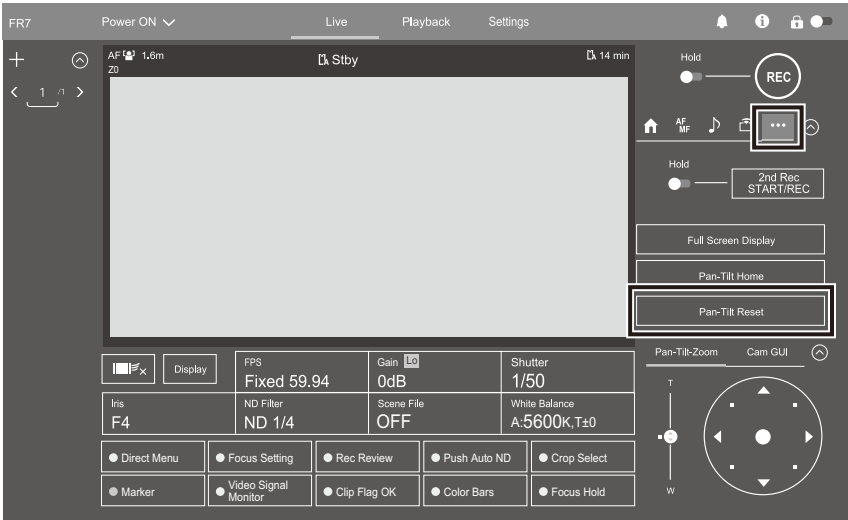 FR7
Power ON
Live
Playback
Settings
AF 1.6m
Z0
Stby
14 min
1 /1
Hold
REC
AF
MF
Hold
2nd Rec
START/REC
Full Screen Display
Pan-Tilt Home
Pan-Tilt Reset
Pan-Tilt-Zoom
Cam GUI
T
W
Display
FPS
Fixed 59.94
Gain Lo
0dB
Shutter
1/50
Iris
F4
ND Filter
ND 1/4
Scene File
OFF
White Balance
A:5600K,T±0
Direct Menu
Focus Setting
Rec Review
Push Auto ND
Crop Select
Marker
Video Signal
Monitor
Clip Flag OK
Color Bars
Focus Hold